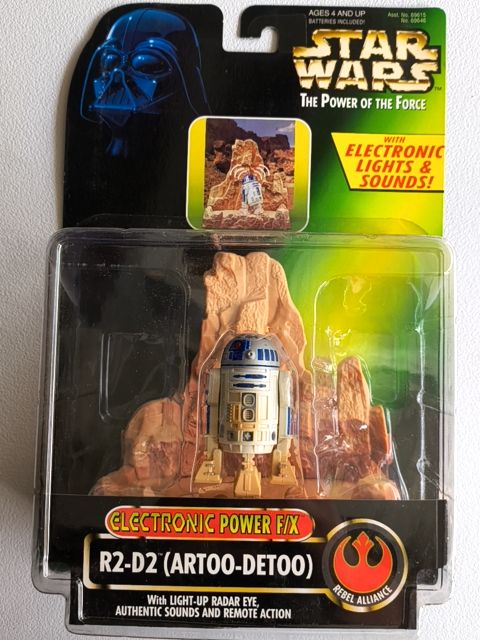 AGES 4 AND UP
BATTERIES INCLUDED!
Asst. No. 69615
No. 69646
STAR
WARS
TM
THE POWER OF THE FORCE
WITH
ELECTRONIC
LIGHTS &
SOUNDS!
ELECTRONIC POWER F/X
R2-D2™ (ARTOO-DETOO)
REBEL ALLIANCE
WITH LIGHT-UP RADAR EYE,
AUTHENTIC SOUNDS AND REMOTE ACTION